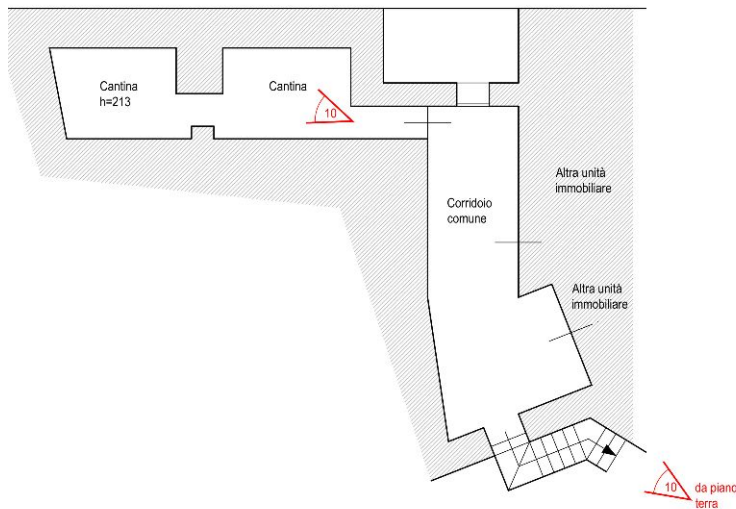 Cantina
h=213
Cantina
10
Altra unità
immobiliare
Corridoio
comune
Altra unità
immobiliare
10
da piano
terra